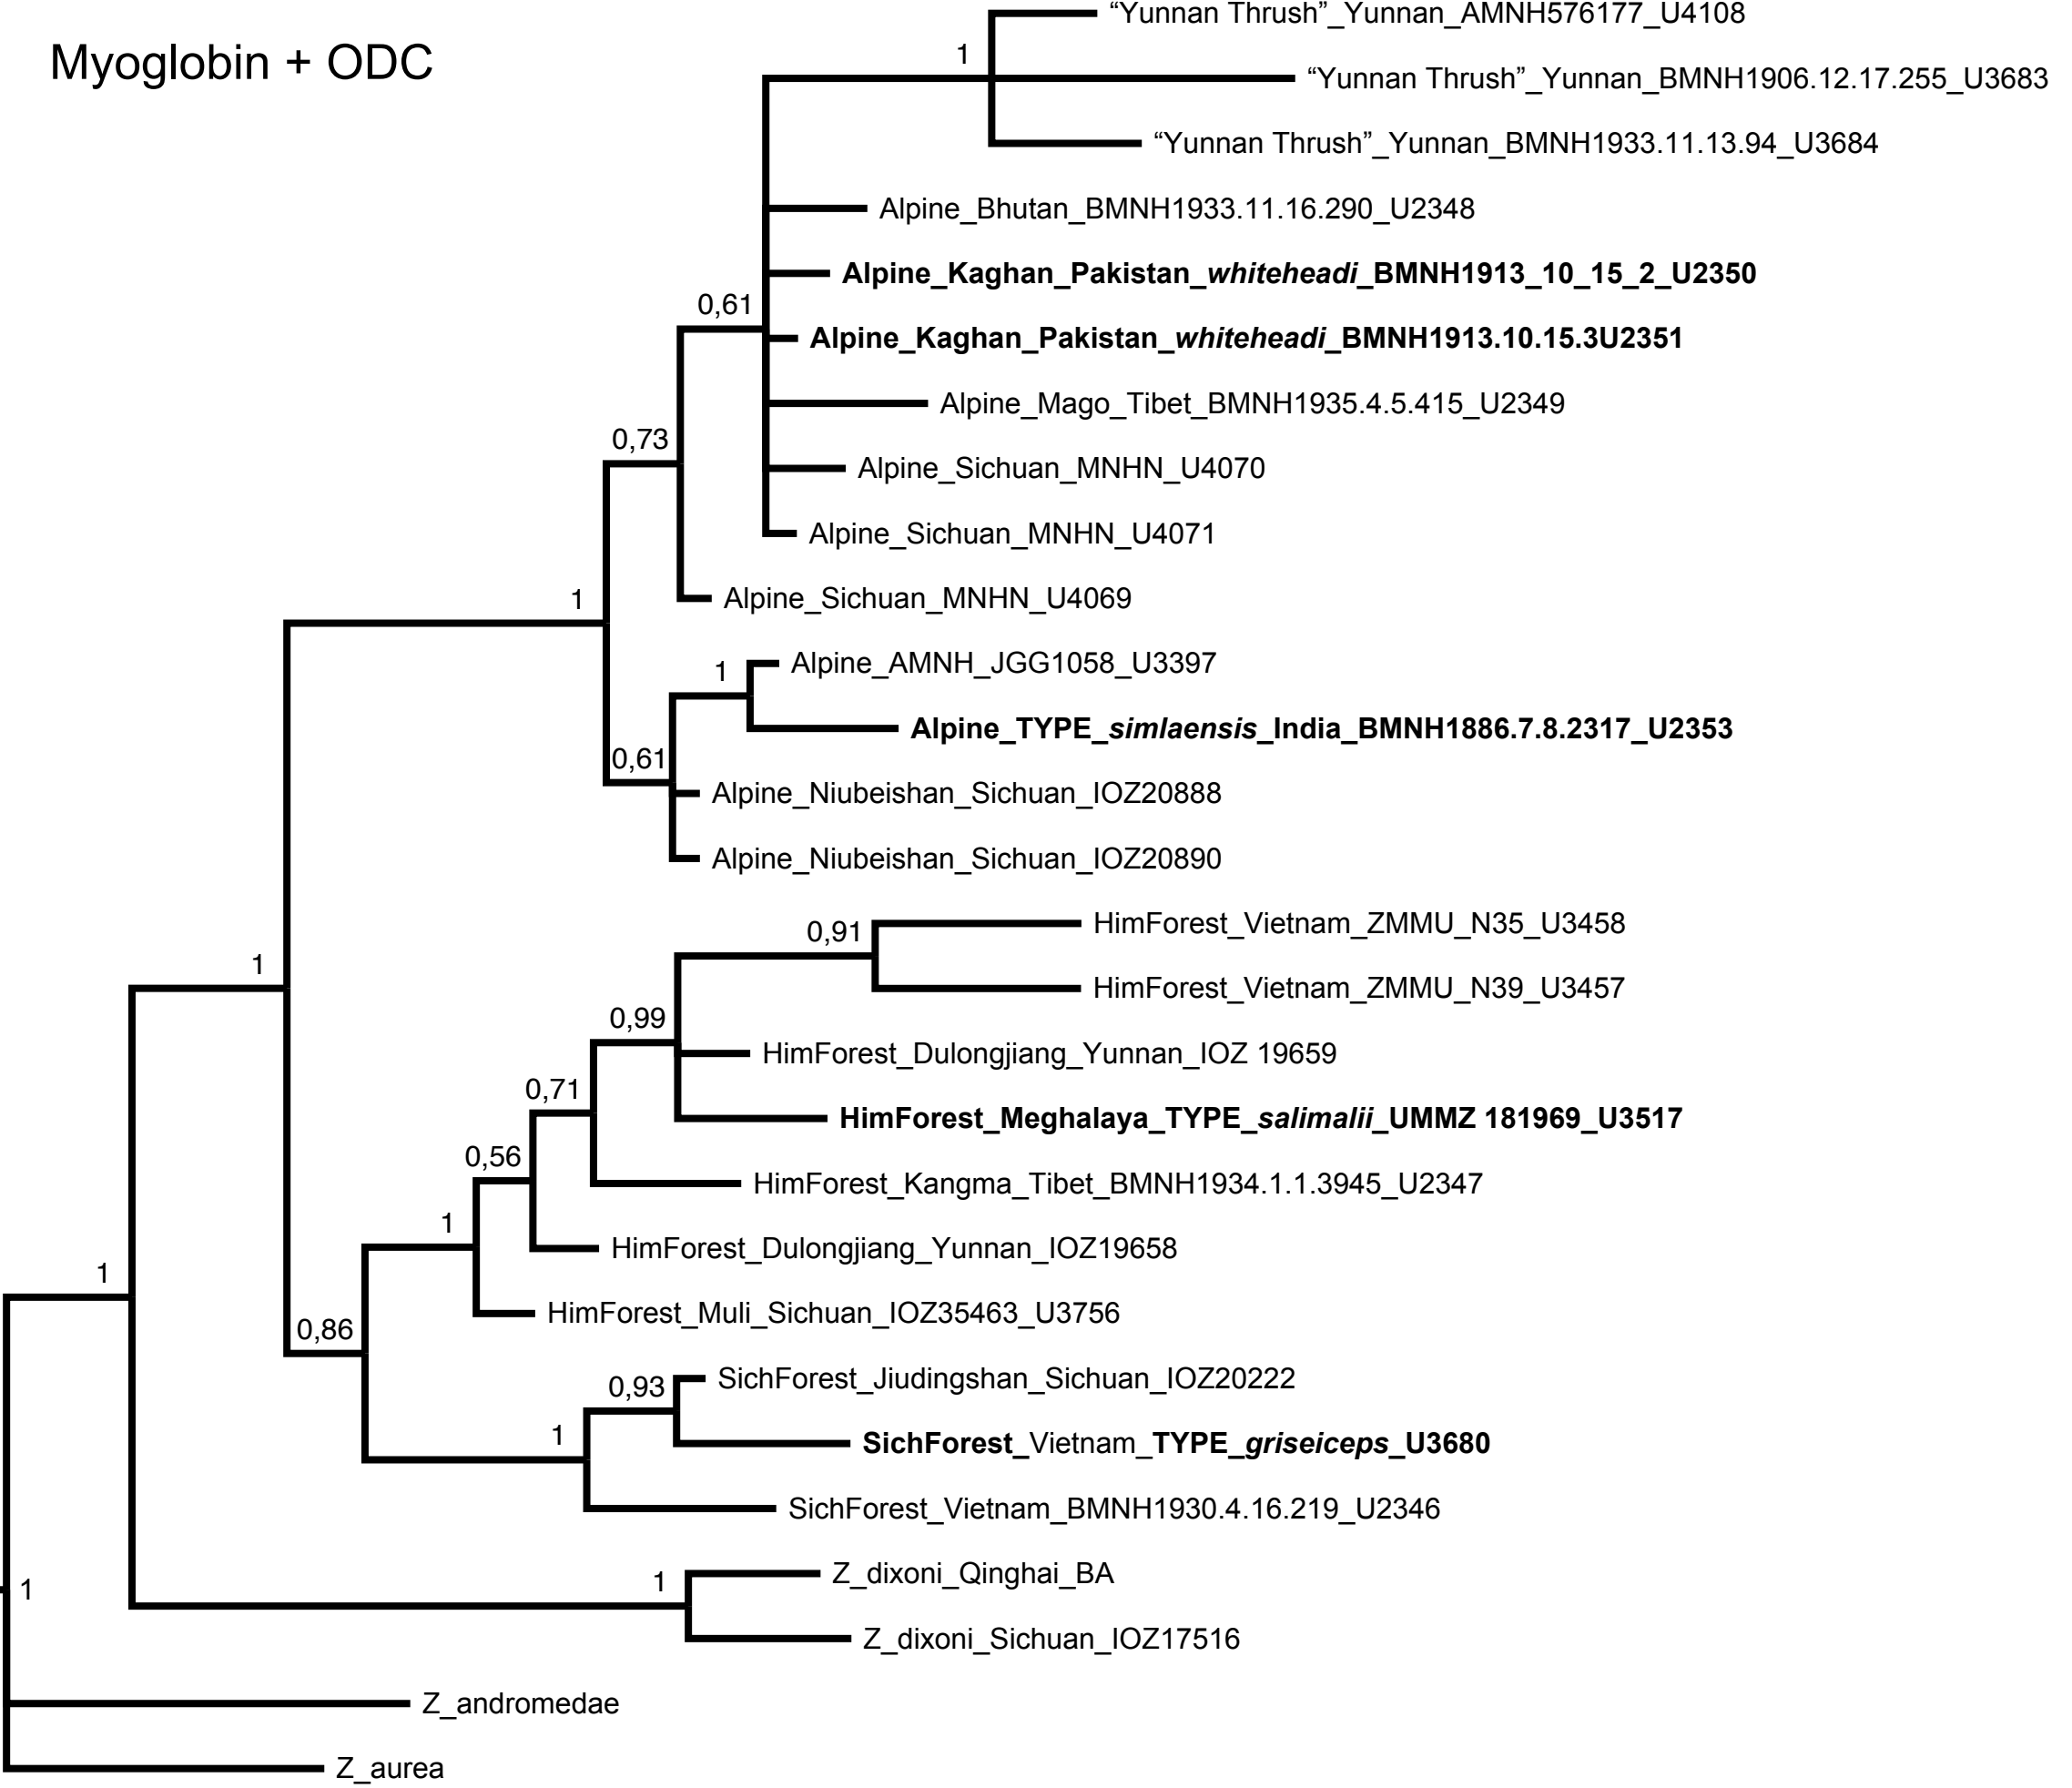 “Yunnan Thrush”_Yunnan_AMNH576177_U4108
Myoglobin + ODC
1
“Yunnan Thrush”_Yunnan_BMNH1906.12.17.255_U3683
“Yunnan Thrush”_Yunnan_BMNH1933.11.13.94_U3684
Alpine_Bhutan_BMNH1933.11.16.290_U2348
Alpine_Kaghan_Pakistan_whiteheadi_BMNH1913_10_15_2_U2350
0,61
Alpine_Kaghan_Pakistan_whiteheadi_BMNH1913.10.15.3U2351
Alpine_Mago_Tibet_BMNH1935.4.5.415_U2349
0,73
Alpine_Sichuan_MNHN_U4070
Alpine_Sichuan_MNHN_U4071
1
Alpine_Sichuan_MNHN_U4069
Alpine_AMNH_JGG1058_U3397
1
Alpine_TYPE_simlaensis_India_BMNH1886.7.8.2317_U2353
0,61
Alpine_Niubeishan_Sichuan_IOZ20888
Alpine_Niubeishan_Sichuan_IOZ20890
HimForest_Vietnam_ZMMU_N35_U3458
0,91
1
HimForest_Vietnam_ZMMU_N39_U3457
0,99
HimForest_Dulongjiang_Yunnan_IOZ 19659
0,71
HimForest_Meghalaya_TYPE_salimalii_UMMZ 181969_U3517
0,56
HimForest_Kangma_Tibet_BMNH1934.1.1.3945_U2347
1
HimForest_Dulongjiang_Yunnan_IOZ19658
1
HimForest_Muli_Sichuan_IOZ35463_U3756
0,86
SichForest_Jiudingshan_Sichuan_IOZ20222
0,93
1
SichForest_Vietnam_TYPE_griseiceps_U3680
SichForest_Vietnam_BMNH1930.4.16.219_U2346
Z_dixoni_Qinghai_BA
1
1
Z_dixoni_Sichuan_IOZ17516
Z_andromedae
Z_aurea